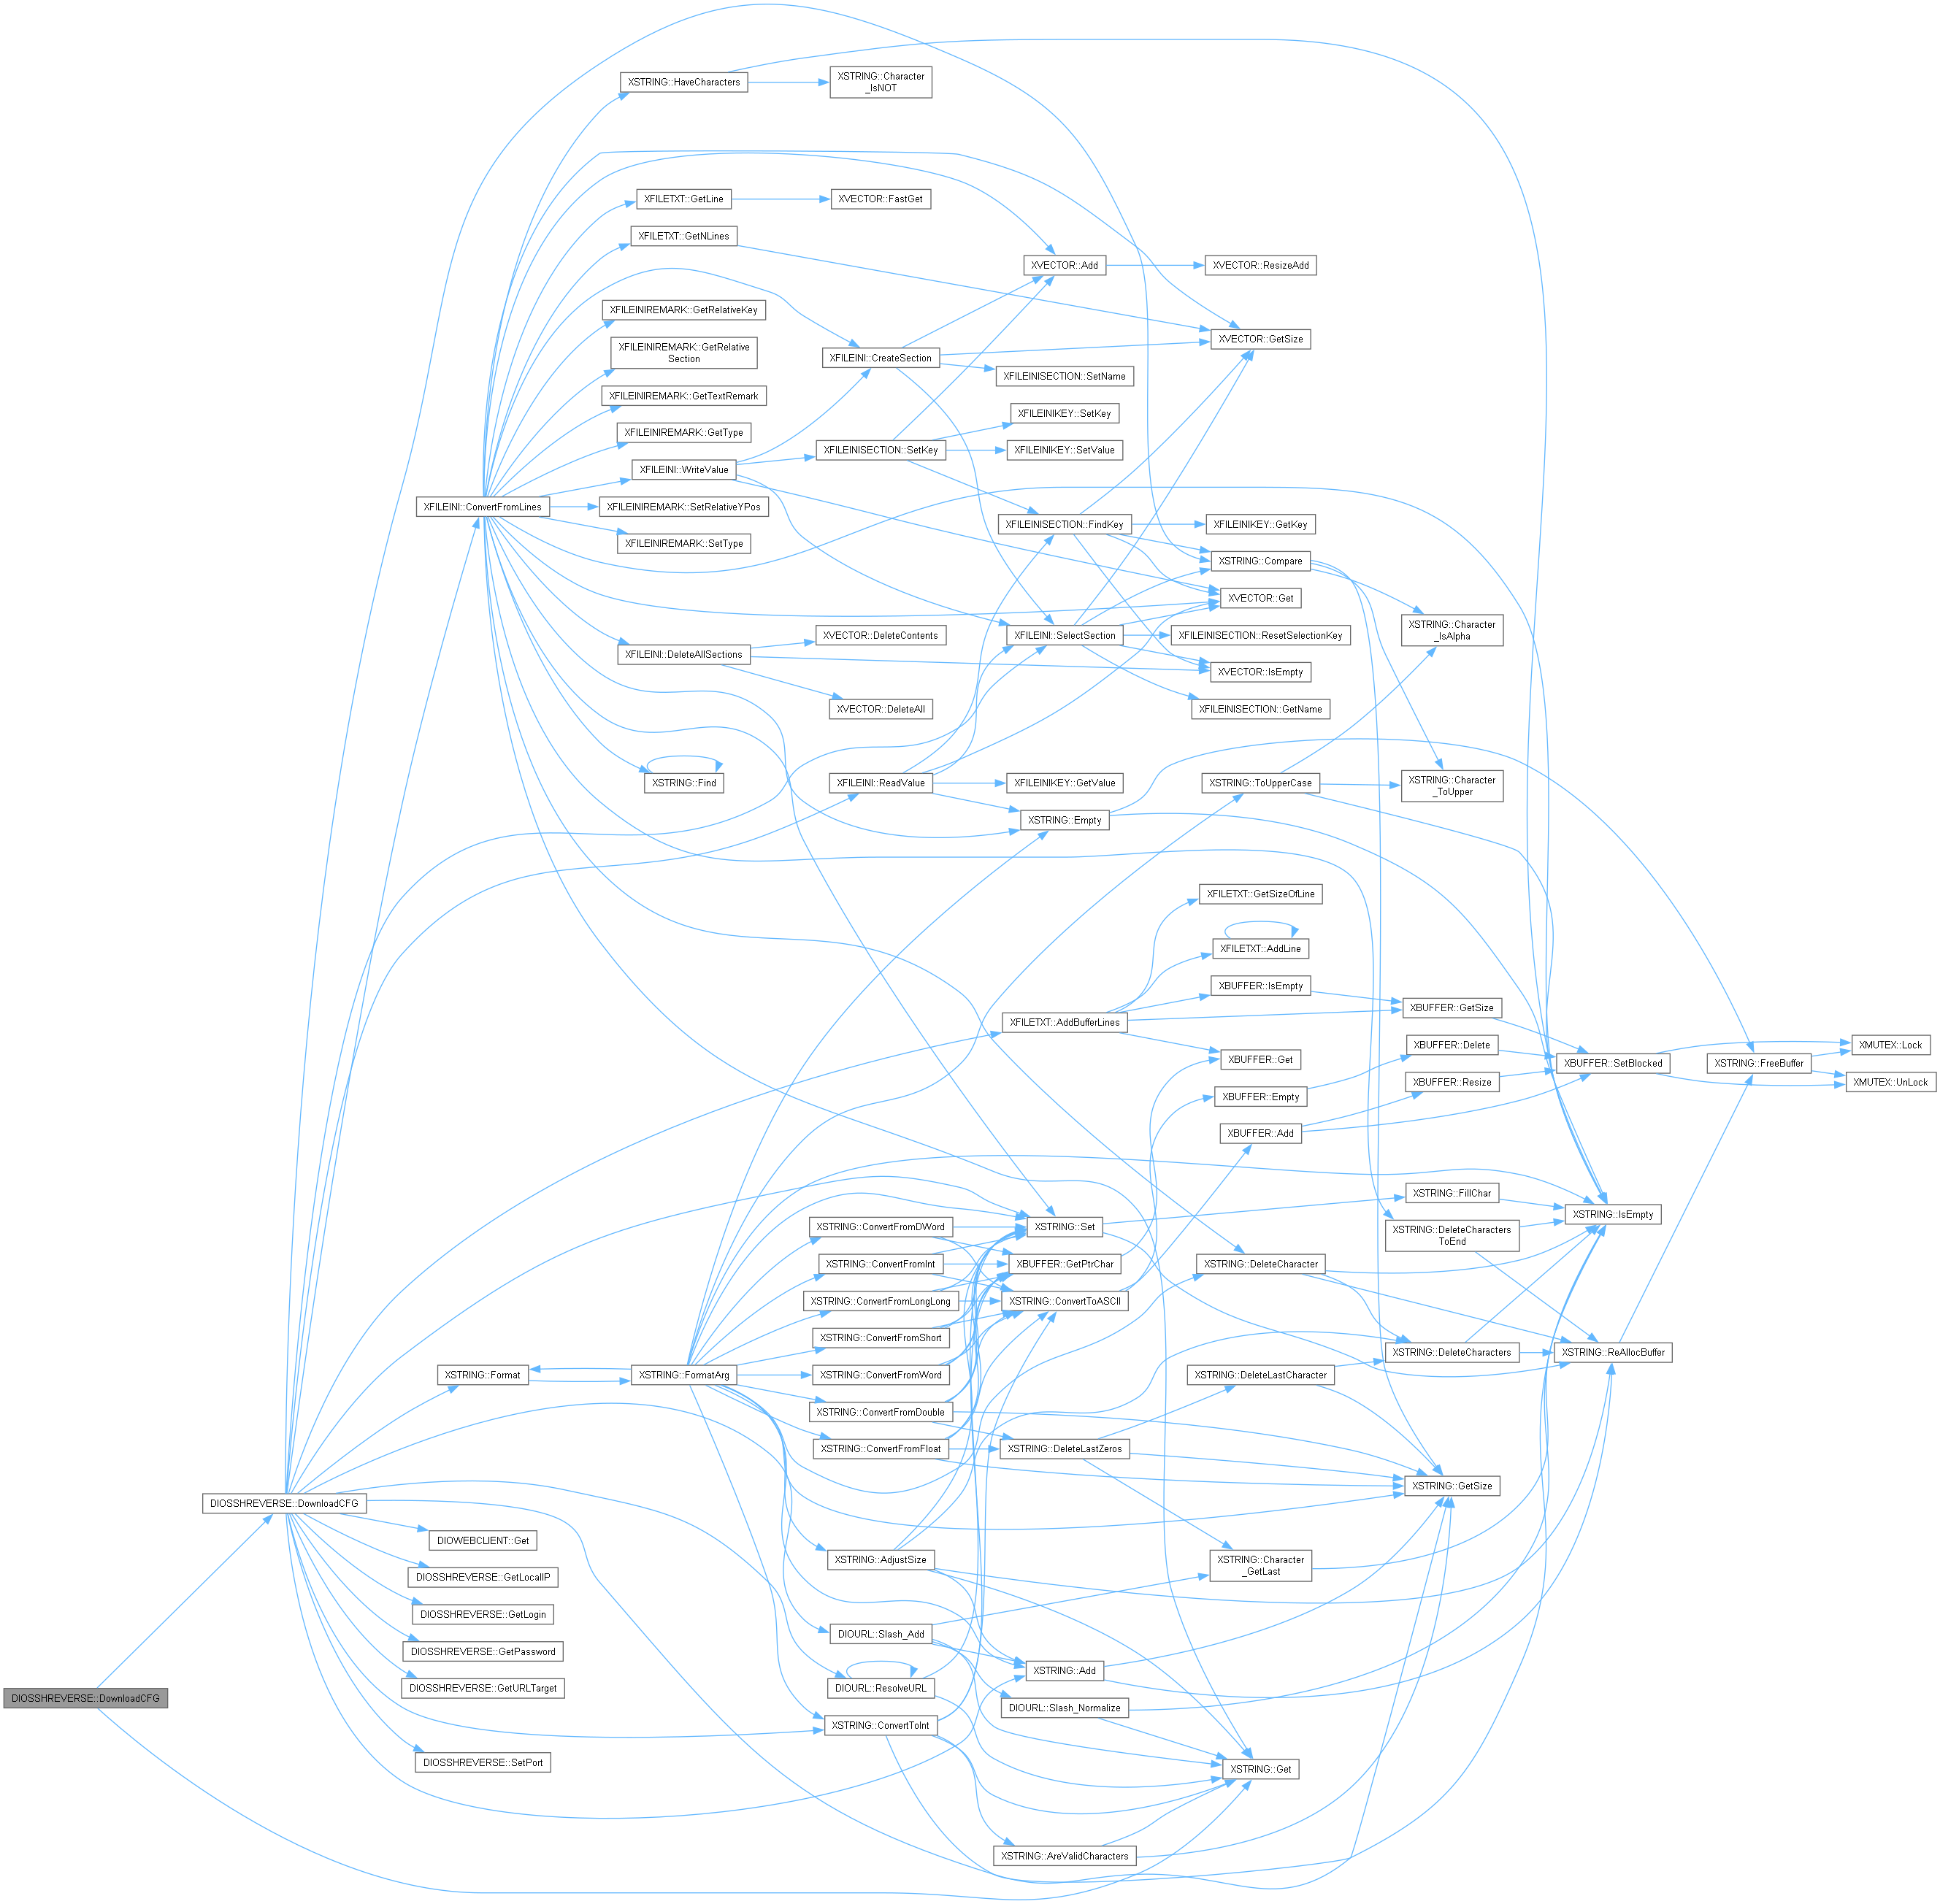 XSTRING::HaveCharacters
XSTRING::Character
_IsNOT
XFILETXT::GetLine
XVECTOR::FastGet
XFILETXT::GetNLines
XVECTOR::Add
XVECTOR::ResizeAdd
XFILEINIREMARK::GetRelativeKey
XFILEINIREMARK::GetRelative
Section
XVECTOR::GetSize
XFILEINI::CreateSection
XFILEINISECTION::SetName
XFILEINIREMARK::GetTextRemark
XFILEINIKEY::SetKey
XFILEINIREMARK::GetType
XFILEINISECTION::SetKey
XFILEINIKEY::SetValue
XFILEINI::WriteValue
XFILEINI::ConvertFromLines
XFILEINIREMARK::SetRelativeYPos
XFILEINISECTION::FindKey
XFILEINIKEY::GetKey
XFILEINIREMARK::SetType
XSTRING::Compare
XVECTOR::Get
XSTRING::Character
_IsAlpha
XVECTOR::DeleteContents
XFILEINI::SelectSection
XFILEINISECTION::ResetSelectionKey
XFILEINI::DeleteAllSections
XVECTOR::IsEmpty
XVECTOR::DeleteAll
XFILEINISECTION::GetName
XSTRING::Find
XFILEINI::ReadValue
XFILEINIKEY::GetValue
XSTRING::ToUpperCase
XSTRING::Character
_ToUpper
XSTRING::Empty
XFILETXT::GetSizeOfLine
XFILETXT::AddLine
XBUFFER::IsEmpty
XBUFFER::GetSize
XFILETXT::AddBufferLines
XBUFFER::Get
XBUFFER::Delete
XMUTEX::Lock
XBUFFER::SetBlocked
XSTRING::FreeBuffer
XBUFFER::Resize
XMUTEX::UnLock
XBUFFER::Empty
XBUFFER::Add
XSTRING::FillChar
XSTRING::IsEmpty
XSTRING::ConvertFromDWord
XSTRING::Set
XSTRING::DeleteCharacters
ToEnd
XSTRING::ConvertFromInt
XBUFFER::GetPtrChar
XSTRING::DeleteCharacter
XSTRING::ConvertFromLongLong
XSTRING::ConvertToASCII
XSTRING::ConvertFromShort
XSTRING::DeleteCharacters
XSTRING::ReAllocBuffer
XSTRING::Format
XSTRING::FormatArg
XSTRING::ConvertFromWord
XSTRING::DeleteLastCharacter
XSTRING::ConvertFromDouble
XSTRING::ConvertFromFloat
XSTRING::DeleteLastZeros
XSTRING::GetSize
DIOSSHREVERSE::DownloadCFG
DIOWEBCLIENT::Get
XSTRING::AdjustSize
XSTRING::Character
_GetLast
DIOSSHREVERSE::GetLocalIP
DIOSSHREVERSE::GetLogin
DIOURL::Slash_Add
DIOSSHREVERSE::GetPassword
XSTRING::Add
DIOSSHREVERSE::GetURLTarget
DIOURL::ResolveURL
DIOSSHREVERSE::DownloadCFG
DIOURL::Slash_Normalize
XSTRING::ConvertToInt
DIOSSHREVERSE::SetPort
XSTRING::Get
XSTRING::AreValidCharacters